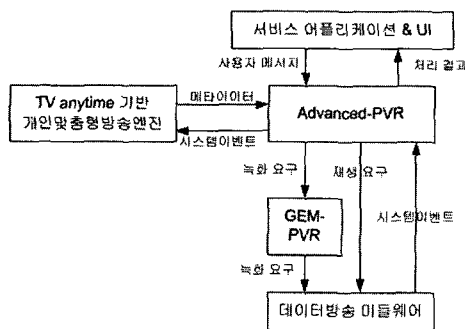 서비스 어플리케이션 & UI
사용자 메서지
처리 결과
TV anytime 기반
개인맞춤형방송엔진
메타이이터
시스템이벤트
Advanced-PVR
녹화 요구
재생 요구
GEM-
PVR
시스템이벤트
녹화 요구
데이터방송 미들웨어